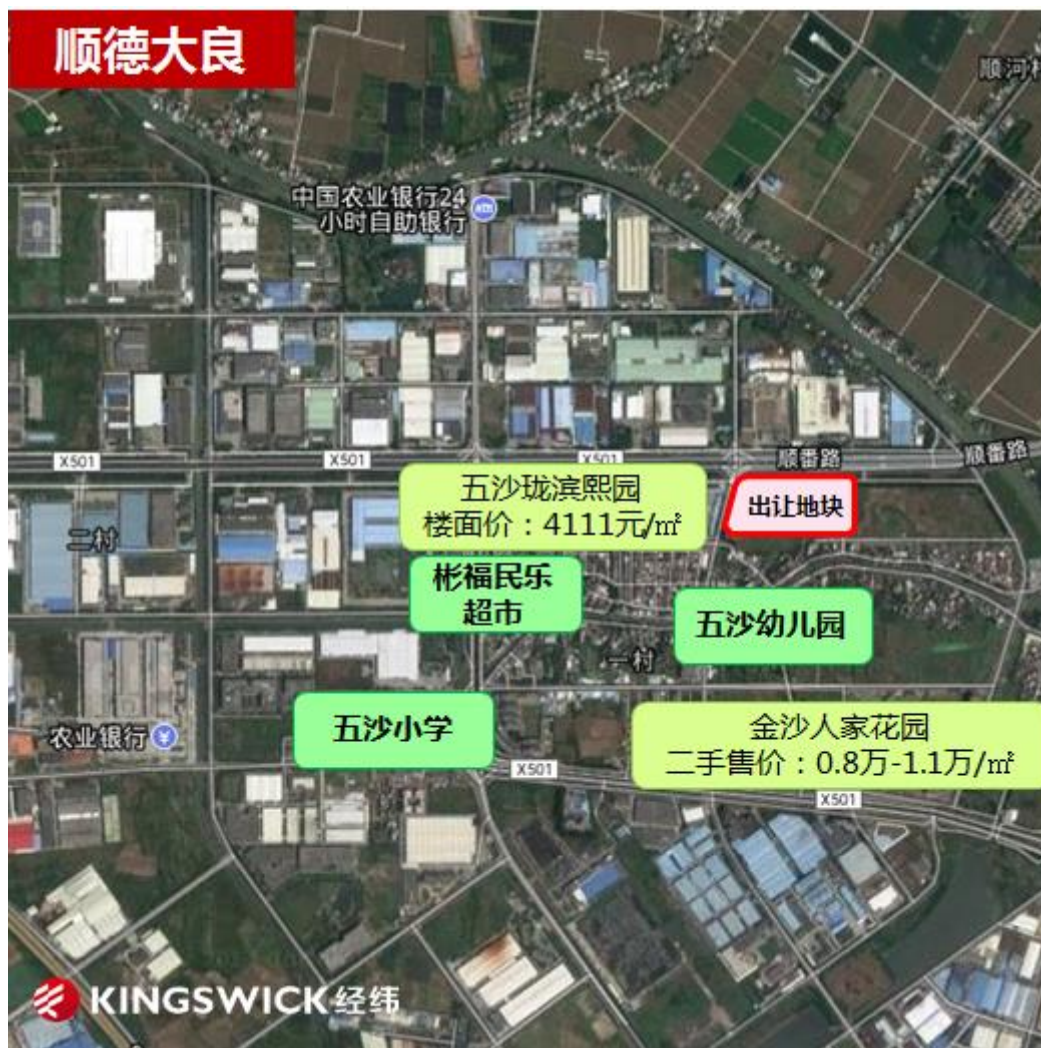 顺德大良
中国农业银行24
小时自助银行
X501
X501
X501
顺番路
顺番路
五沙珑滨熙园
楼面价：4111元/㎡
出让地块
二村
彬福民乐
超市
五沙幼儿园
一村
五沙小学
农业银行
金沙人家花园
二手售价：0.8万-1.1万/㎡
X501
X501
KINGSWICK经纬